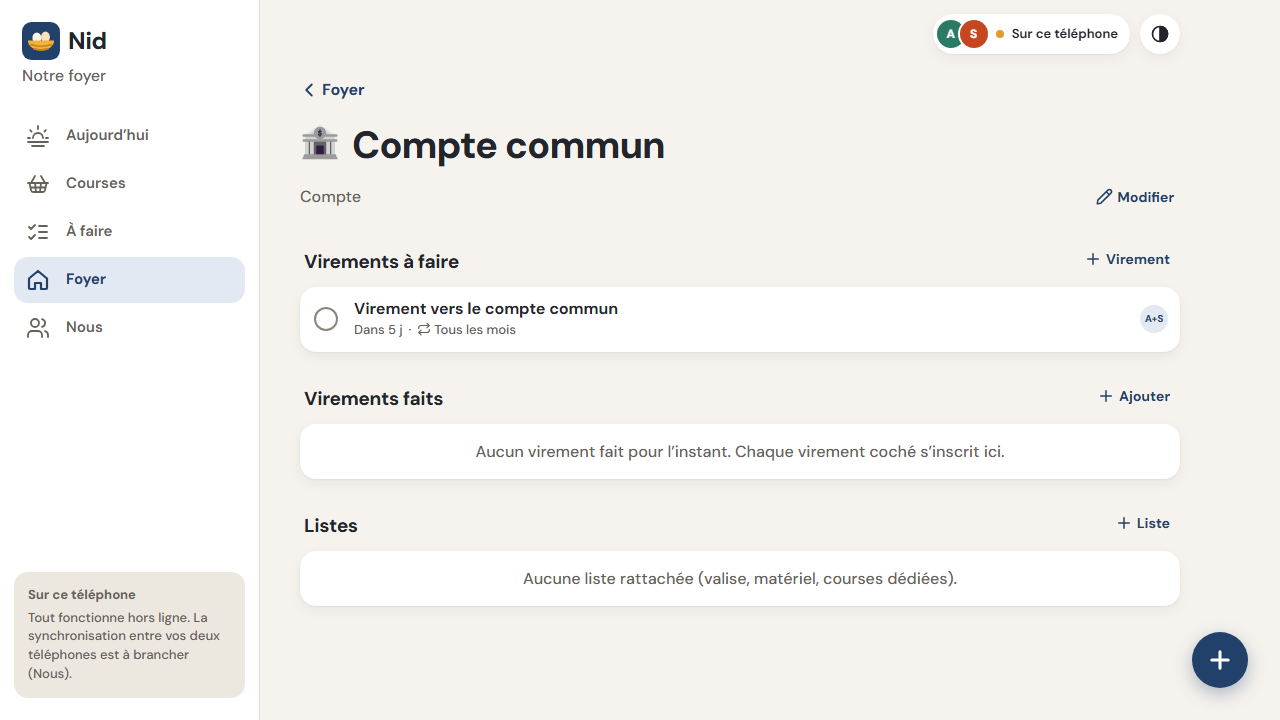 Nid
Notre foyer
Aujourd’hui
Courses
À faire
Foyer
Nous
Sur ce téléphone
Tout fonctionne hors ligne. La
synchronisation entre vos deux
téléphones est à brancher
(Nous).
A S Sur ce téléphone
Foyer
Compte commun
Compte
Modifier
Virements à faire
Virement
Virement vers le compte commun
Dans 5 j · Tous les mois
A+S
Virements faits
Ajouter
Aucun virement fait pour l’instant. Chaque virement coché s’inscrit ici.
Listes
Liste
Aucune liste rattachée (valise, matériel, courses dédiées).